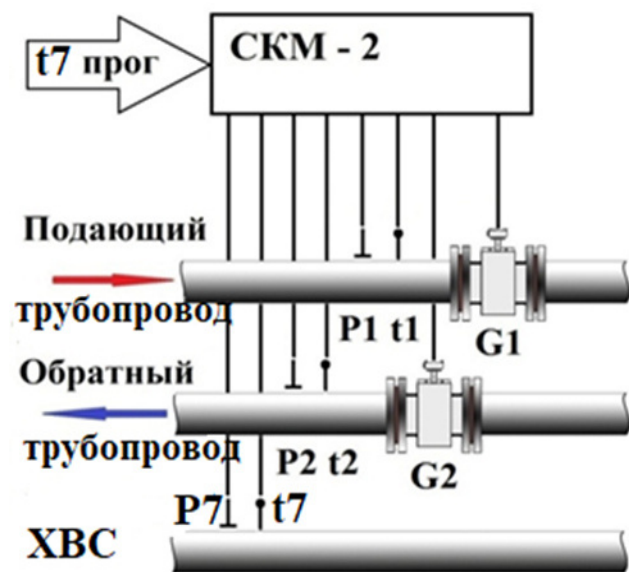 t7 прог
СКМ - 2
Подающий
трубопровод
P1 t1
G1
Обратный
трубопровод
P2 t2
G2
P7 t7
ХВС